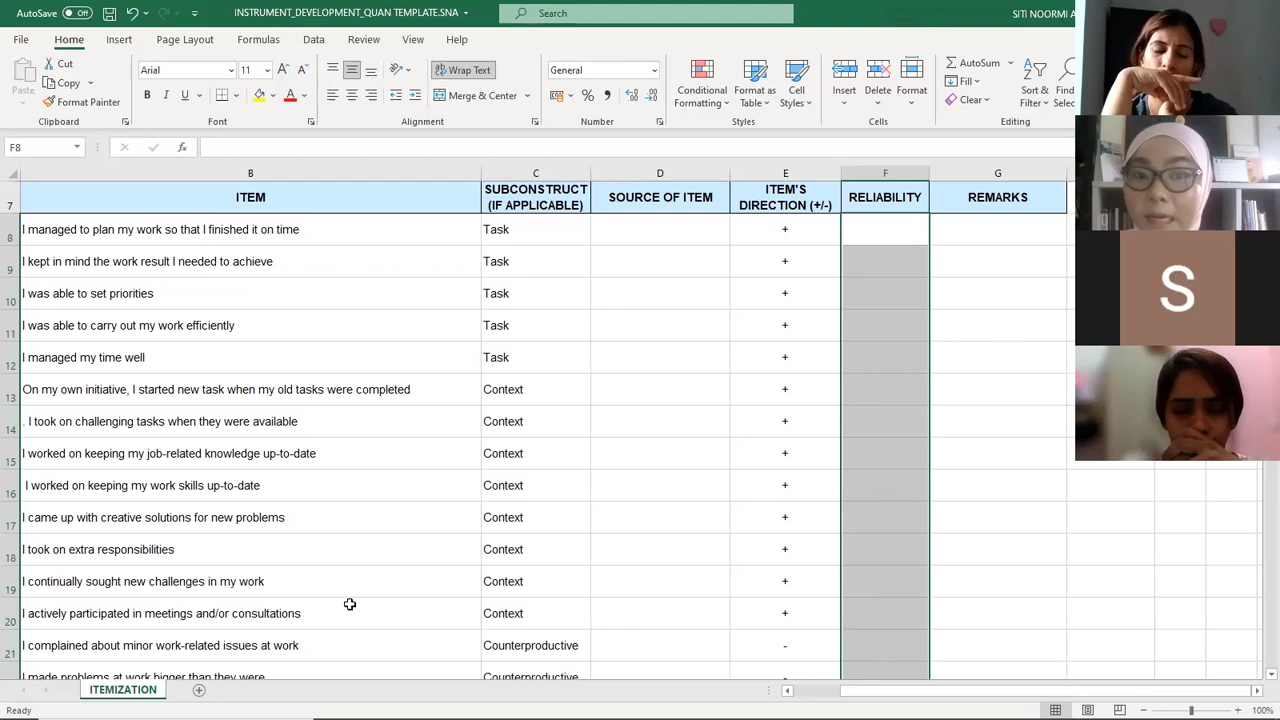 AutoSave Off INSTRUMENT_DEVELOPMENT_QUAN TEMPLATE.SNA Search SITI NOORMI A
File Home Insert Page Layout Formulas Data Review View Help
Paste Cut Copy Format Painter Clipboard
Arial 11 A A B I U A Font
Wrap Text Merge & Center Alignment
General % Number
Conditional Formatting Format as Table Cell Styles Styles
Insert Delete Format Cells
AutoSum Fill Clear Sort & Filter Find Editing
F8 fx
B C D E F G
7 ITEM SUBCONSTRUCT (IF APPLICABLE) SOURCE OF ITEM ITEM'S DIRECTION (+/-) RELIABILITY REMARKS
8 I managed to plan my work so that I finished it on time Task +
9 I kept in mind the work result I needed to achieve Task +
10 I was able to set priorities Task +
11 I was able to carry out my work efficiently Task +
12 I managed my time well Task +
13 On my own initiative, I started new task when my old tasks were completed Context +
14 . I took on challenging tasks when they were available Context +
15 I worked on keeping my job-related knowledge up-to-date Context +
16 I worked on keeping my work skills up-to-date Context +
17 I came up with creative solutions for new problems Context +
18 I took on extra responsibilities Context +
19 I continually sought new challenges in my work Context +
20 I actively participated in meetings and/or consultations Context +
21 I complained about minor work-related issues at work Counterproductive -
I made problems at work bigger than they were Counterproductive
S
ITEMIZATION
Ready 100%